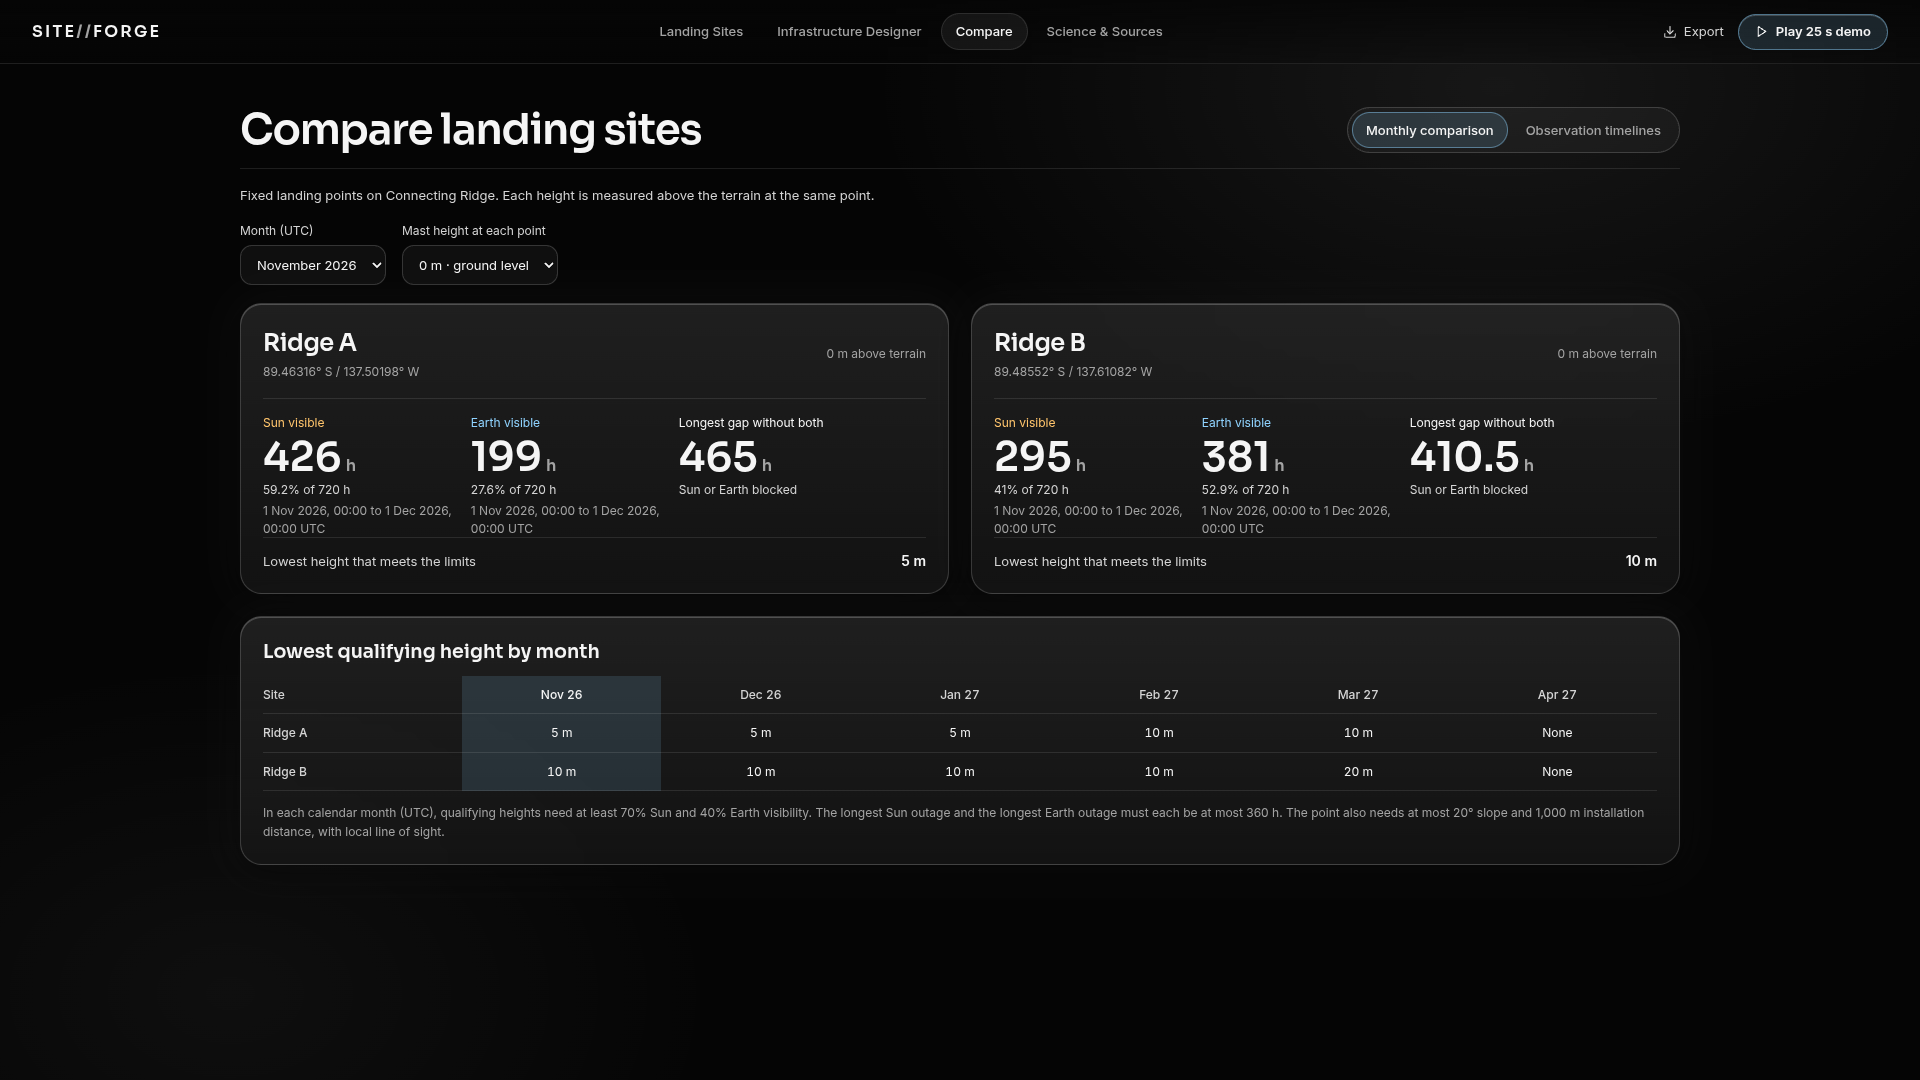 SITE//FORGE
Landing Sites
Infrastructure Designer
Compare
Science & Sources
Export
Play 25 s demo
Compare landing sites
Monthly comparison
Observation timelines
Fixed landing points on Connecting Ridge. Each height is measured above the terrain at the same point.
Month (UTC)
Mast height at each point
November 2026
0 m · ground level
Ridge A
89.46316° S / 137.50198° W
0 m above terrain
Sun visible
426 h
59.2% of 720 h
1 Nov 2026, 00:00 to 1 Dec 2026,
00:00 UTC
Earth visible
199 h
27.6% of 720 h
1 Nov 2026, 00:00 to 1 Dec 2026,
00:00 UTC
Longest gap without both
465 h
Sun or Earth blocked
Lowest height that meets the limits
5 m
Ridge B
89.48552° S / 137.61082° W
0 m above terrain
Sun visible
295 h
41% of 720 h
1 Nov 2026, 00:00 to 1 Dec 2026,
00:00 UTC
Earth visible
381 h
52.9% of 720 h
1 Nov 2026, 00:00 to 1 Dec 2026,
00:00 UTC
Longest gap without both
410.5 h
Sun or Earth blocked
Lowest height that meets the limits
10 m
Lowest qualifying height by month
Site Nov 26 Dec 26 Jan 27 Feb 27 Mar 27 Apr 27
Ridge A 5 m 5 m 5 m 10 m 10 m None
Ridge B 10 m 10 m 10 m 10 m 20 m None
In each calendar month (UTC), qualifying heights need at least 70% Sun and 40% Earth visibility. The longest Sun outage and the longest Earth outage must each be at most 360 h. The point also needs at most 20° slope and 1,000 m installation
distance, with local line of sight.